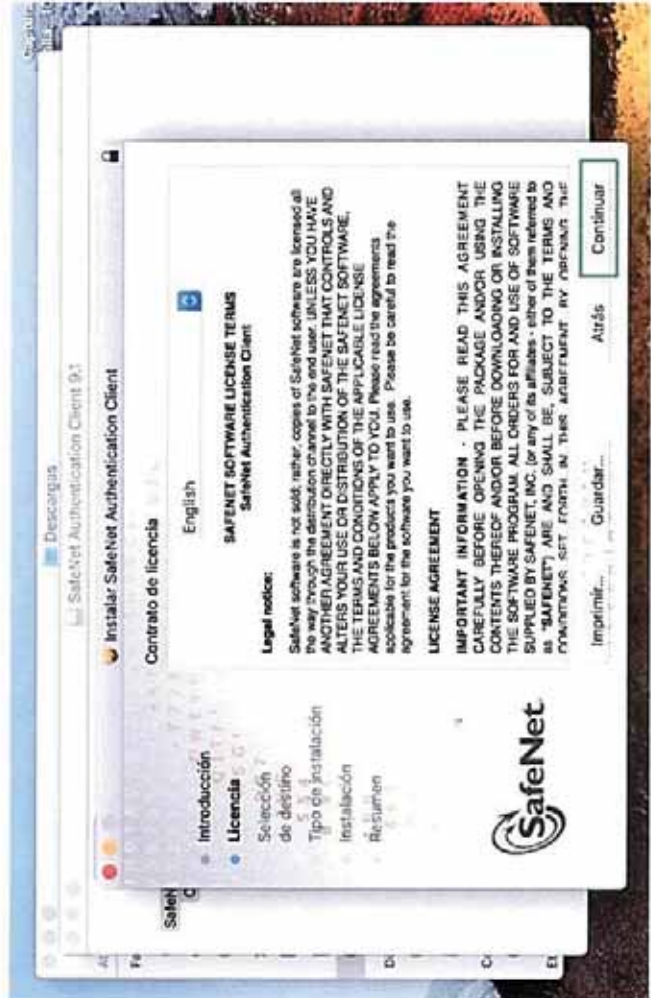 Descargas
SafeNet Authentication Client 9.1
Instalar SafeNet Authentication Client
Introducción
Licencia
Selección
de destino
Tipo de instalación
Instalación
Resumen
SafeNet
Contrato de licencia
English
SAFENET SOFTWARE LICENSE TERMS
SafeNet Authentication Client
Legal notice:
SafeNet software is not sold; rather, copies of SafeNet software are licensed all
the way through the distribution channel to the end user. UNLESS YOU HAVE
ANOTHER AGREEMENT DIRECTLY WITH SAFENET THAT CONTROLS AND
ALTERS YOUR USE OR DISTRIBUTION OF THE SAFENET SOFTWARE,
THE TERMS AND CONDITIONS OF THE APPLICABLE LICENSE
AGREEMENTS BELOW APPLY TO YOU. Please read the agreements
applicable for the products you want to use. Please be careful to read the
agreement for the software you want to use.
LICENSE AGREEMENT
IMPORTANT INFORMATION - PLEASE READ THIS AGREEMENT
CAREFULLY BEFORE OPENING THE PACKAGE AND/OR USING THE
CONTENTS THEREOF AND/OR BEFORE DOWNLOADING OR INSTALLING
THE SOFTWARE PROGRAM. ALL ORDERS FOR AND USE OF SOFTWARE
SUPPLIED BY SAFENET, INC. (or any of its affiliates - either of them referred to
as "SAFENET") ARE AND SHALL BE, SUBJECT TO THE TERMS AND
CONDITIONS SET FORTH IN THIS AGREEMENT. BY OPENING THE
Imprimir... Guardar... Atrás Continuar